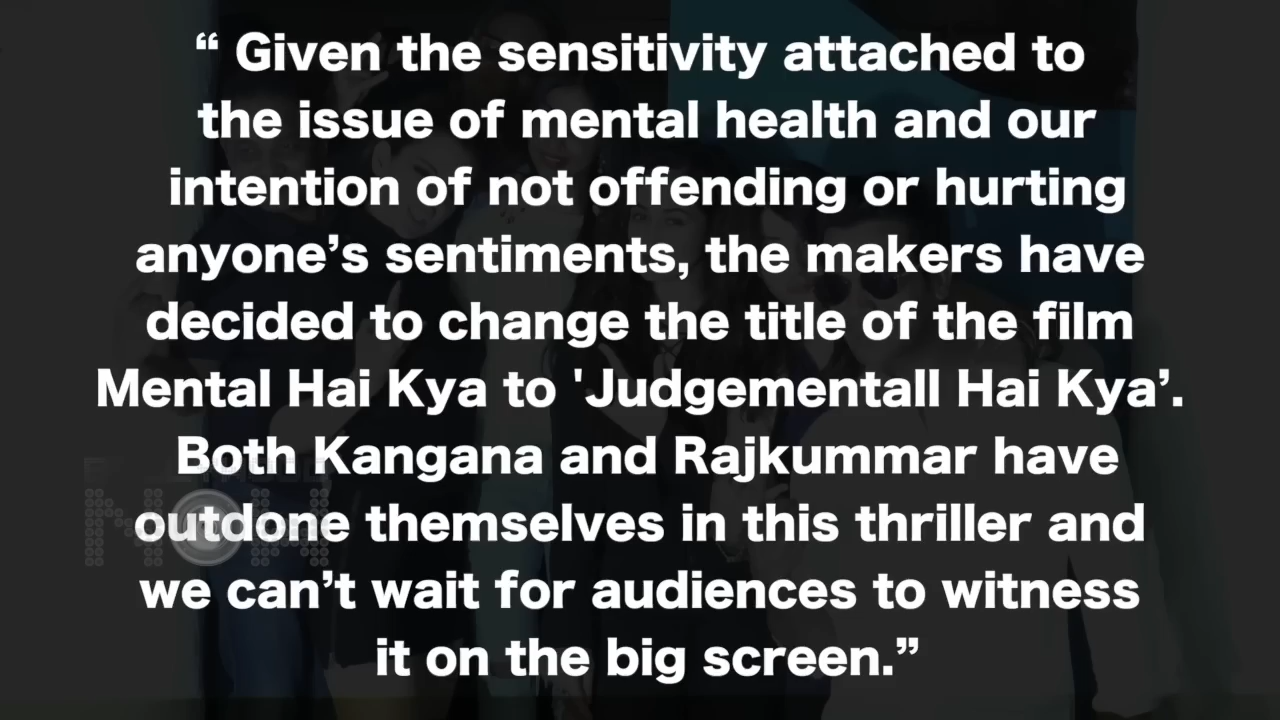 “ Given the sensitivity attached to
the issue of mental health and our
intention of not offending or hurting
anyone’s sentiments, the makers have
decided to change the title of the film
Mental Hai Kya to 'Judgementall Hai Kya’.
Both Kangana and Rajkummar have
outdone themselves in this thriller and
we can’t wait for audiences to witness
it on the big screen.”
NOW